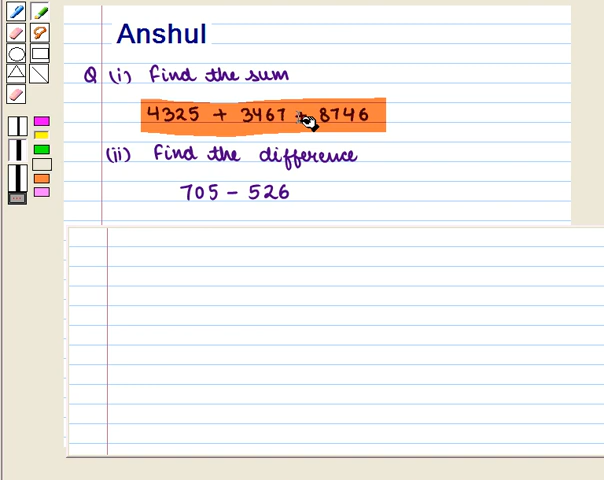 Anshul
Q (i) Find the sum
4325 + 3467 + 8746
(ii) Find the difference
705 - 526